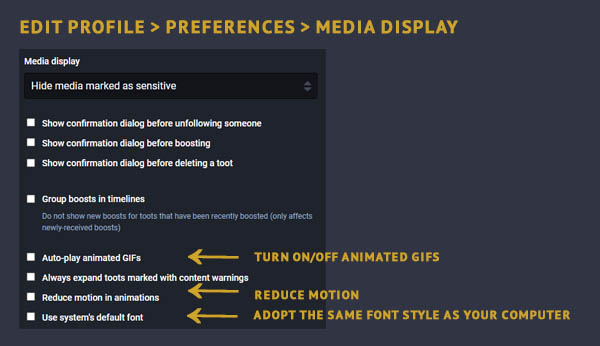 EDIT PROFILE > PREFERENCES > MEDIA DISPLAY
Media display
Hide media marked as sensitive
Show confirmation dialog before unfollowing someone
Show confirmation dialog before boosting
Show confirmation dialog before deleting a toot
Group boosts in timelines
Do not show new boosts for toots that have been recently boosted (only affects
newly-received boosts)
Auto-play animated GIFs
TURN ON/OFF ANIMATED GIFS
Always expand toots marked with content warnings
Reduce motion in animations
REDUCE MOTION
Use system's default font
ADOPT THE SAME FONT STYLE AS YOUR COMPUTER